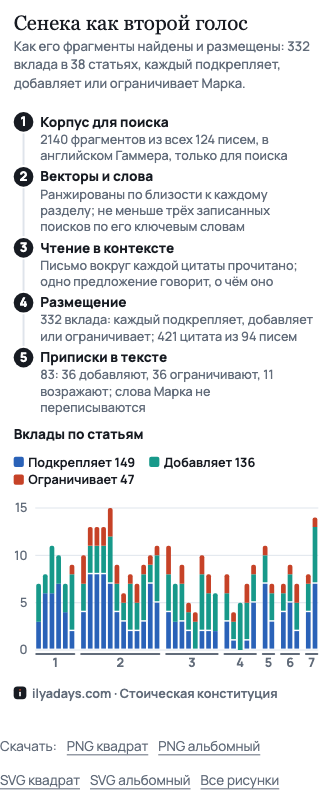 Сенека как второй голос
Как его фрагменты найдены и размещены: 332
вклада в 38 статьях, каждый подкрепляет,
добавляет или ограничивает Марка.
1 Корпус для поиска
2140 фрагментов из всех 124 писем, в
английском Гаммера, только для поиска
2 Векторы и слова
Ранжированы по близости к каждому
разделу; не меньше трёх записанных
поисков по его ключевым словам
3 Чтение в контексте
Письмо вокруг каждой цитаты прочитано;
одно предложение говорит, о чём оно
4 Размещение
332 вклада: каждый подкрепляет, добавляет
или ограничивает; 421 цитата из 94 писем
5 Приписки в тексте
83: 36 добавляют, 36 ограничивают, 11
возражают; слова Марка не
переписываются
Вклады по статьям
Подкрепляет 149 Добавляет 136
Ограничивает 47
15
10
5
0
1 2 3 4 5 6 7
ilyadays.com · Стоическая конституция
Скачать: PNG квадрат PNG альбомный
SVG квадрат SVG альбомный Все рисунки